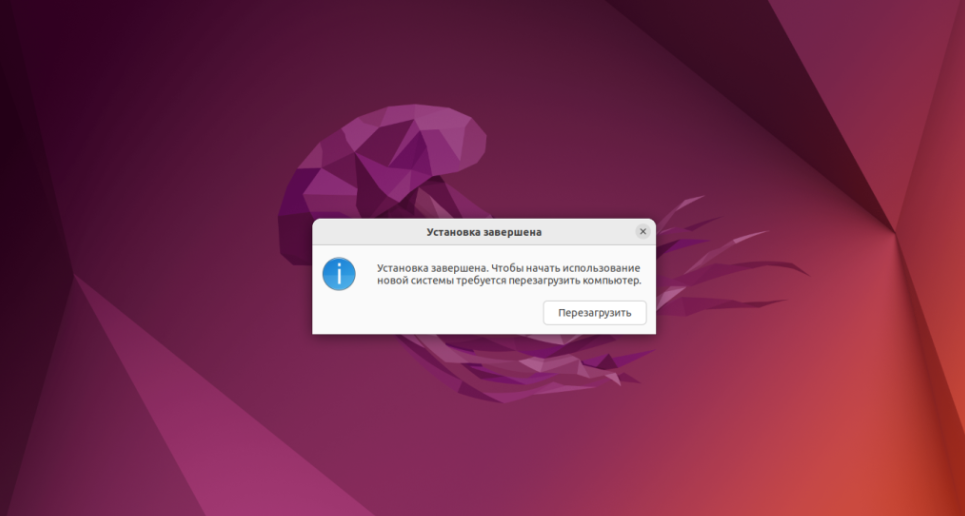 Установка завершена
Установка завершена. Чтобы начать использование
новой системы требуется перезагрузить компьютер.
Перезагрузить